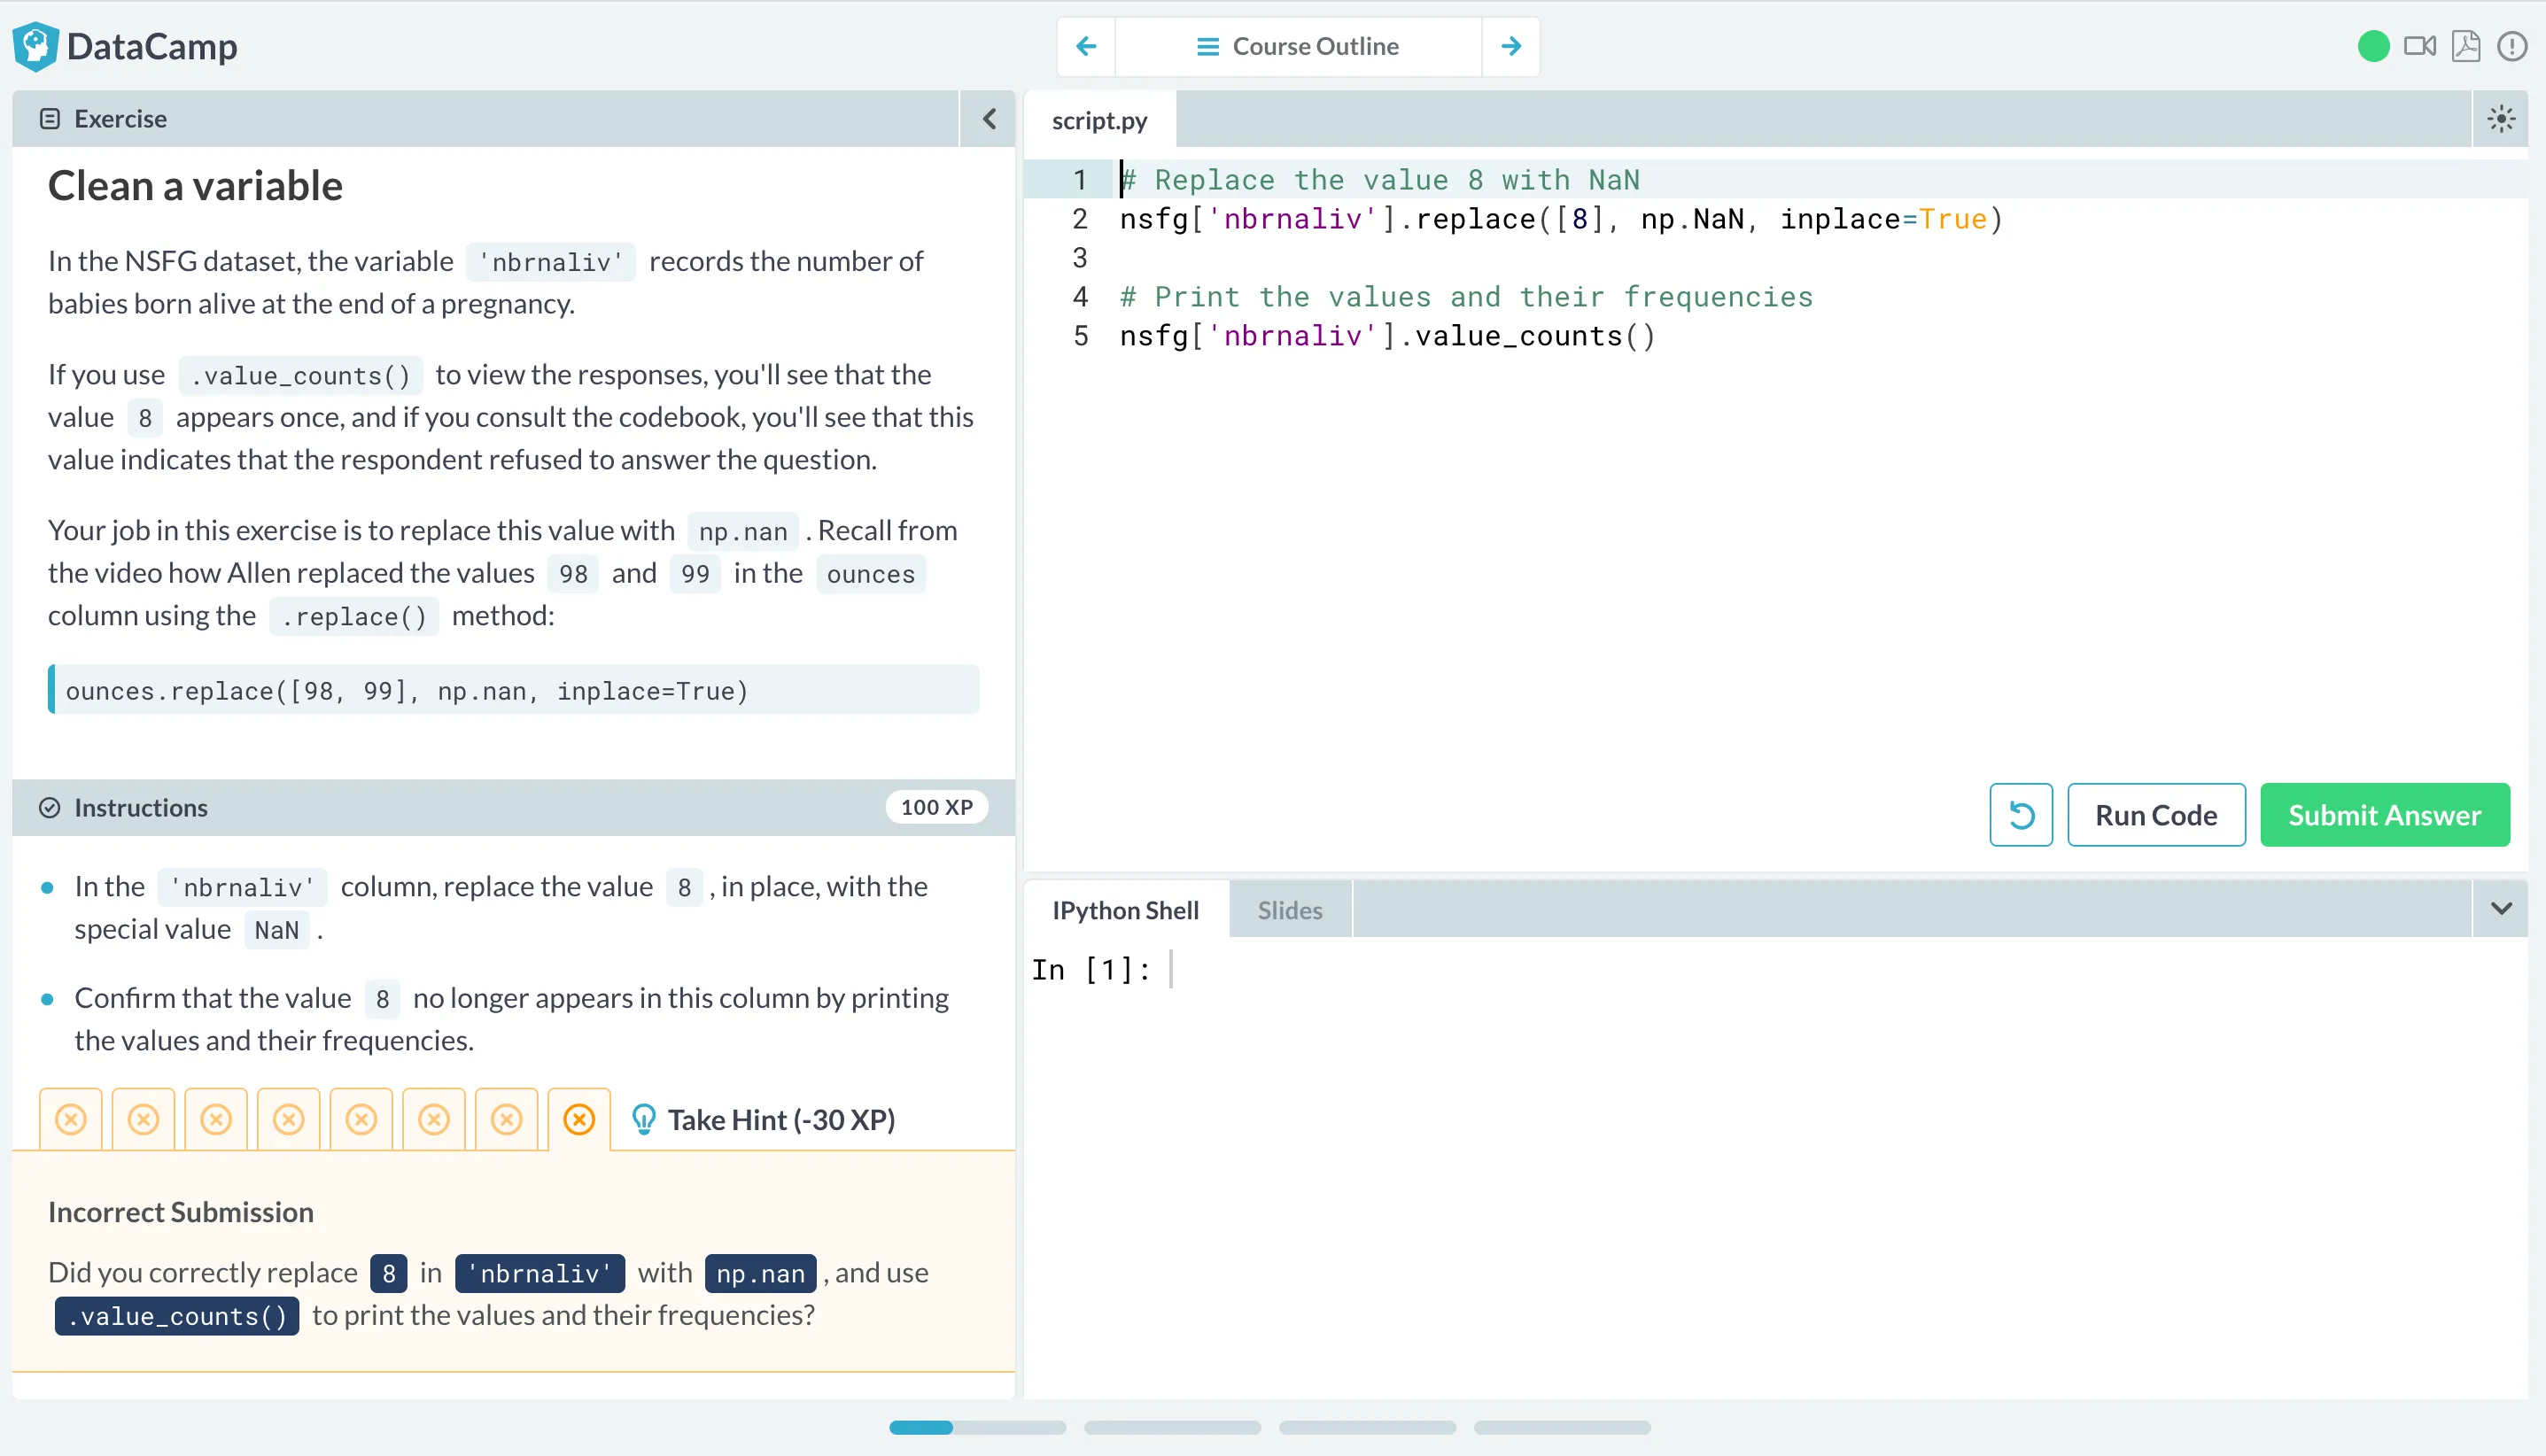 DataCamp
Course Outline
Exercise
Clean a variable
In the NSFG dataset, the variable 'nbrnaliv' records the number of
babies born alive at the end of a pregnancy.
If you use .value_counts() to view the responses, you'll see that the
value 8 appears once, and if you consult the codebook, you'll see that this
value indicates that the respondent refused to answer the question.
Your job in this exercise is to replace this value with np.nan . Recall from
the video how Allen replaced the values 98 and 99 in the ounces
column using the .replace() method:
ounces.replace([98, 99], np.nan, inplace=True)
Instructions
100 XP
In the 'nbrnaliv' column, replace the value 8 , in place, with the
special value NaN .
Confirm that the value 8 no longer appears in this column by printing
the values and their frequencies.
Take Hint (-30 XP)
Incorrect Submission
Did you correctly replace 8 in 'nbrnaliv' with np.nan , and use
.value_counts() to print the values and their frequencies?
script.py
1 # Replace the value 8 with NaN
2 nsfg['nbrnaliv'].replace([8], np.NaN, inplace=True)
3
4 # Print the values and their frequencies
5 nsfg['nbrnaliv'].value_counts()
Run Code
Submit Answer
IPython Shell
Slides
In [1]: